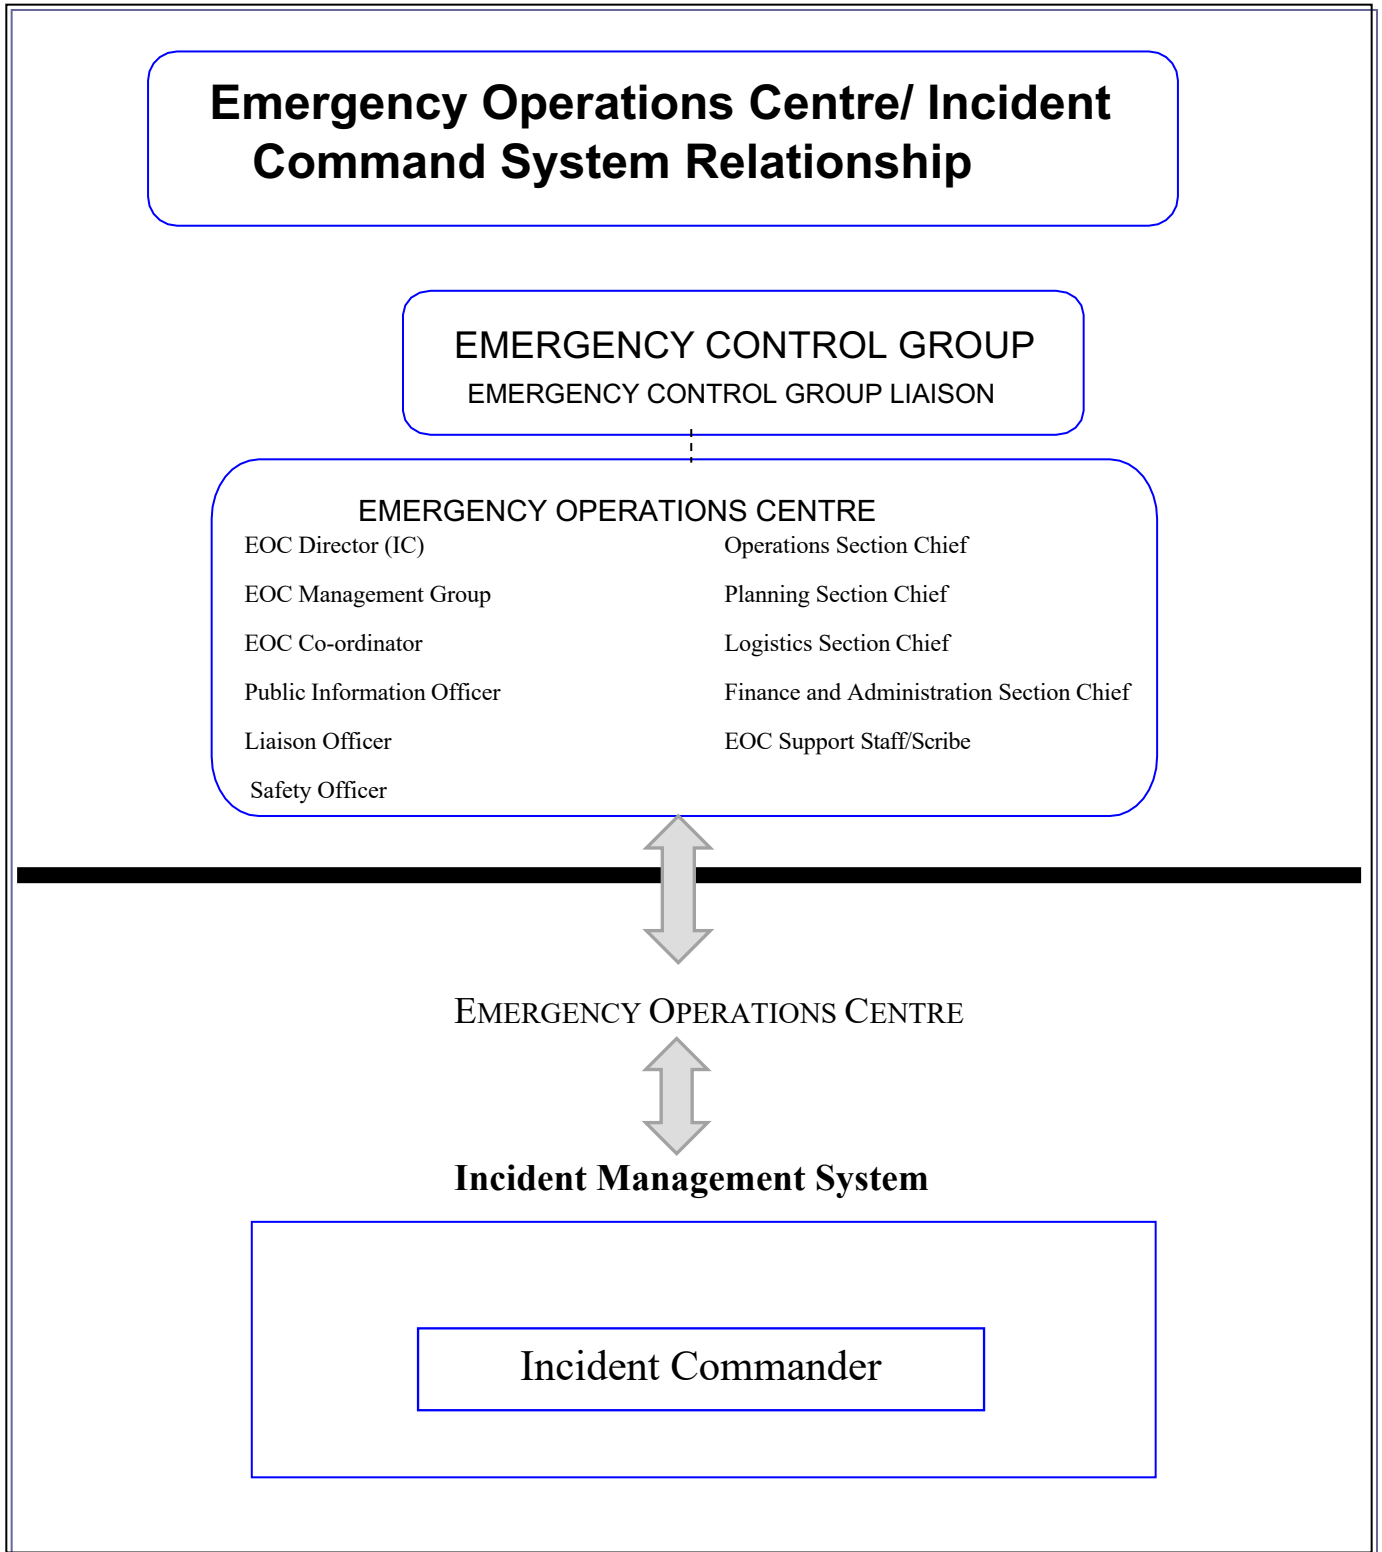 Emergency Operations Centre/ Incident
Command System Relationship
EMERGENCY CONTROL GROUP
EMERGENCY CONTROL GROUP LIAISON
EMERGENCY OPERATIONS CENTRE
EOC Director (IC)
EOC Management Group
EOC Co-ordinator
Public Information Officer
Liaison Officer
Safety Officer
Operations Section Chief
Planning Section Chief
Logistics Section Chief
Finance and Administration Section Chief
EOC Support Staff/Scribe
EMERGENCY OPERATIONS CENTRE
Incident Management System
Incident Commander